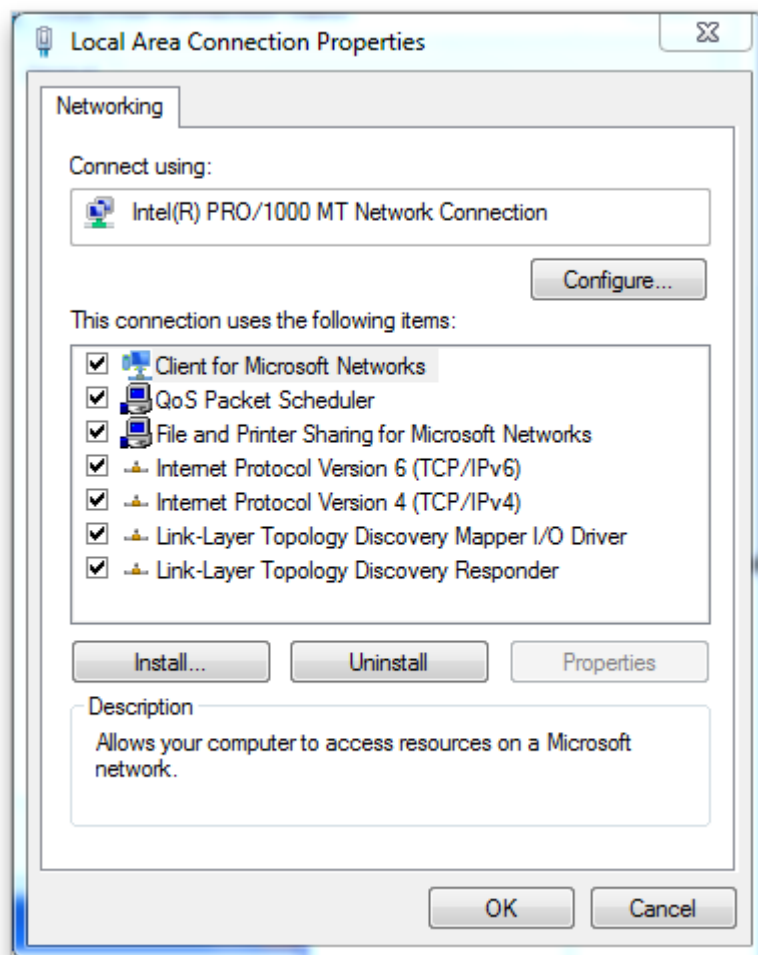 Local Area Connection Properties
Networking
Connect using:
Intel(R) PRO/1000 MT Network Connection
Configure...
This connection uses the following items:
Client for Microsoft Networks
QoS Packet Scheduler
File and Printer Sharing for Microsoft Networks
Internet Protocol Version 6 (TCP/IPv6)
Internet Protocol Version 4 (TCP/IPv4)
Link-Layer Topology Discovery Mapper I/O Driver
Link-Layer Topology Discovery Responder
Install... Uninstall Properties
Description
Allows your computer to access resources on a Microsoft
network.
OK Cancel